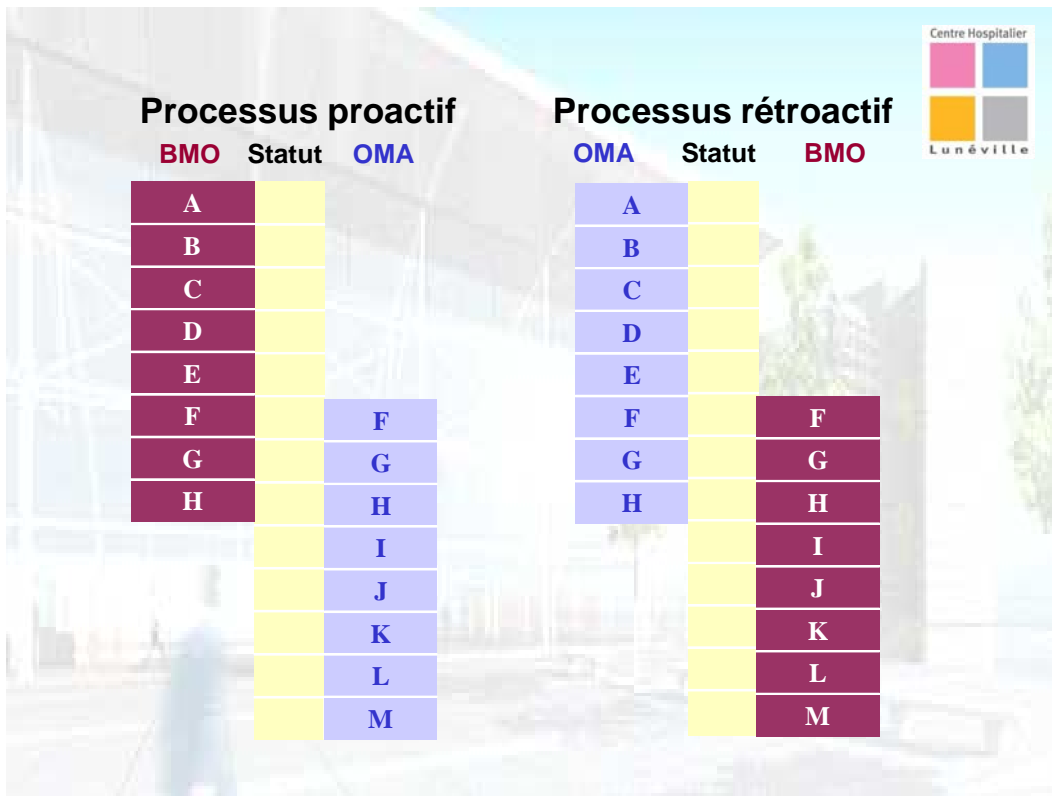 Centre Hospitalier
Lunéville
Processus proactif
BMO Statut OMA
A
B
C
D
E
F F
G G
H H
I
J
K
L
M
Processus rétroactif
OMA Statut BMO
A
B
C
D
E
F F
G G
H H
I
J
K
L
M